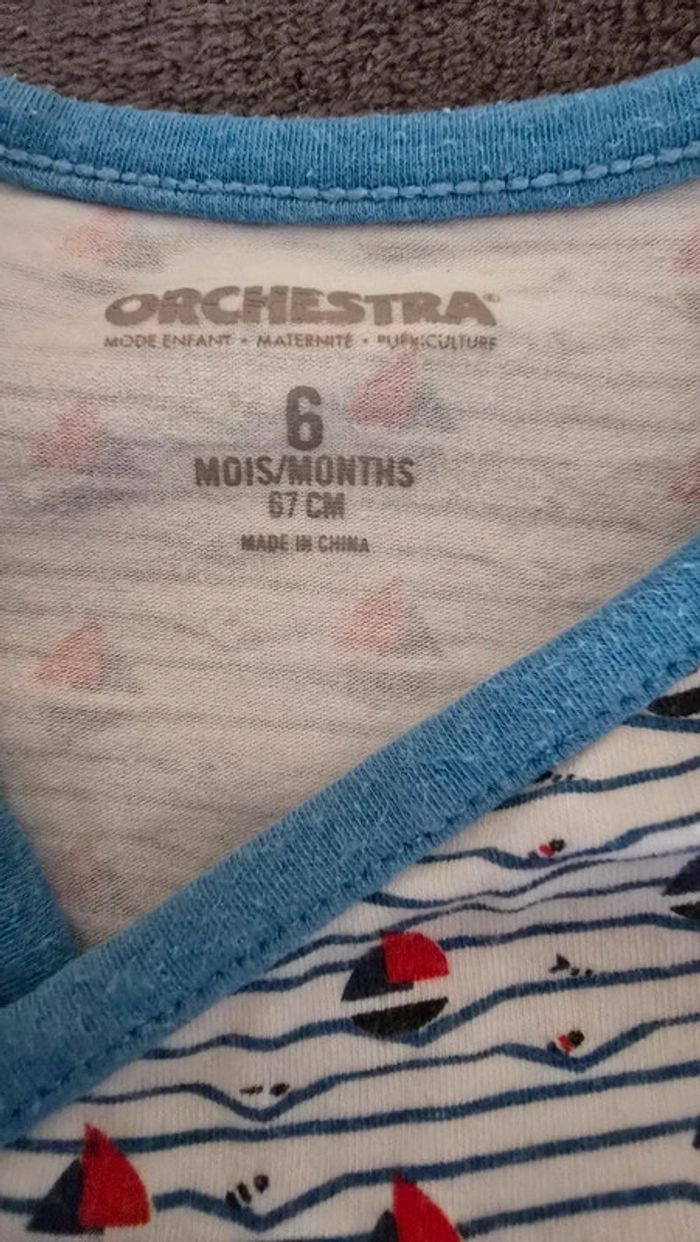 ORCHESTRA
MODE ENFANT • MATERNITÉ • PUÉRICULTURE
6
MOIS/MONTHS
67 CM
MADE IN CHINA